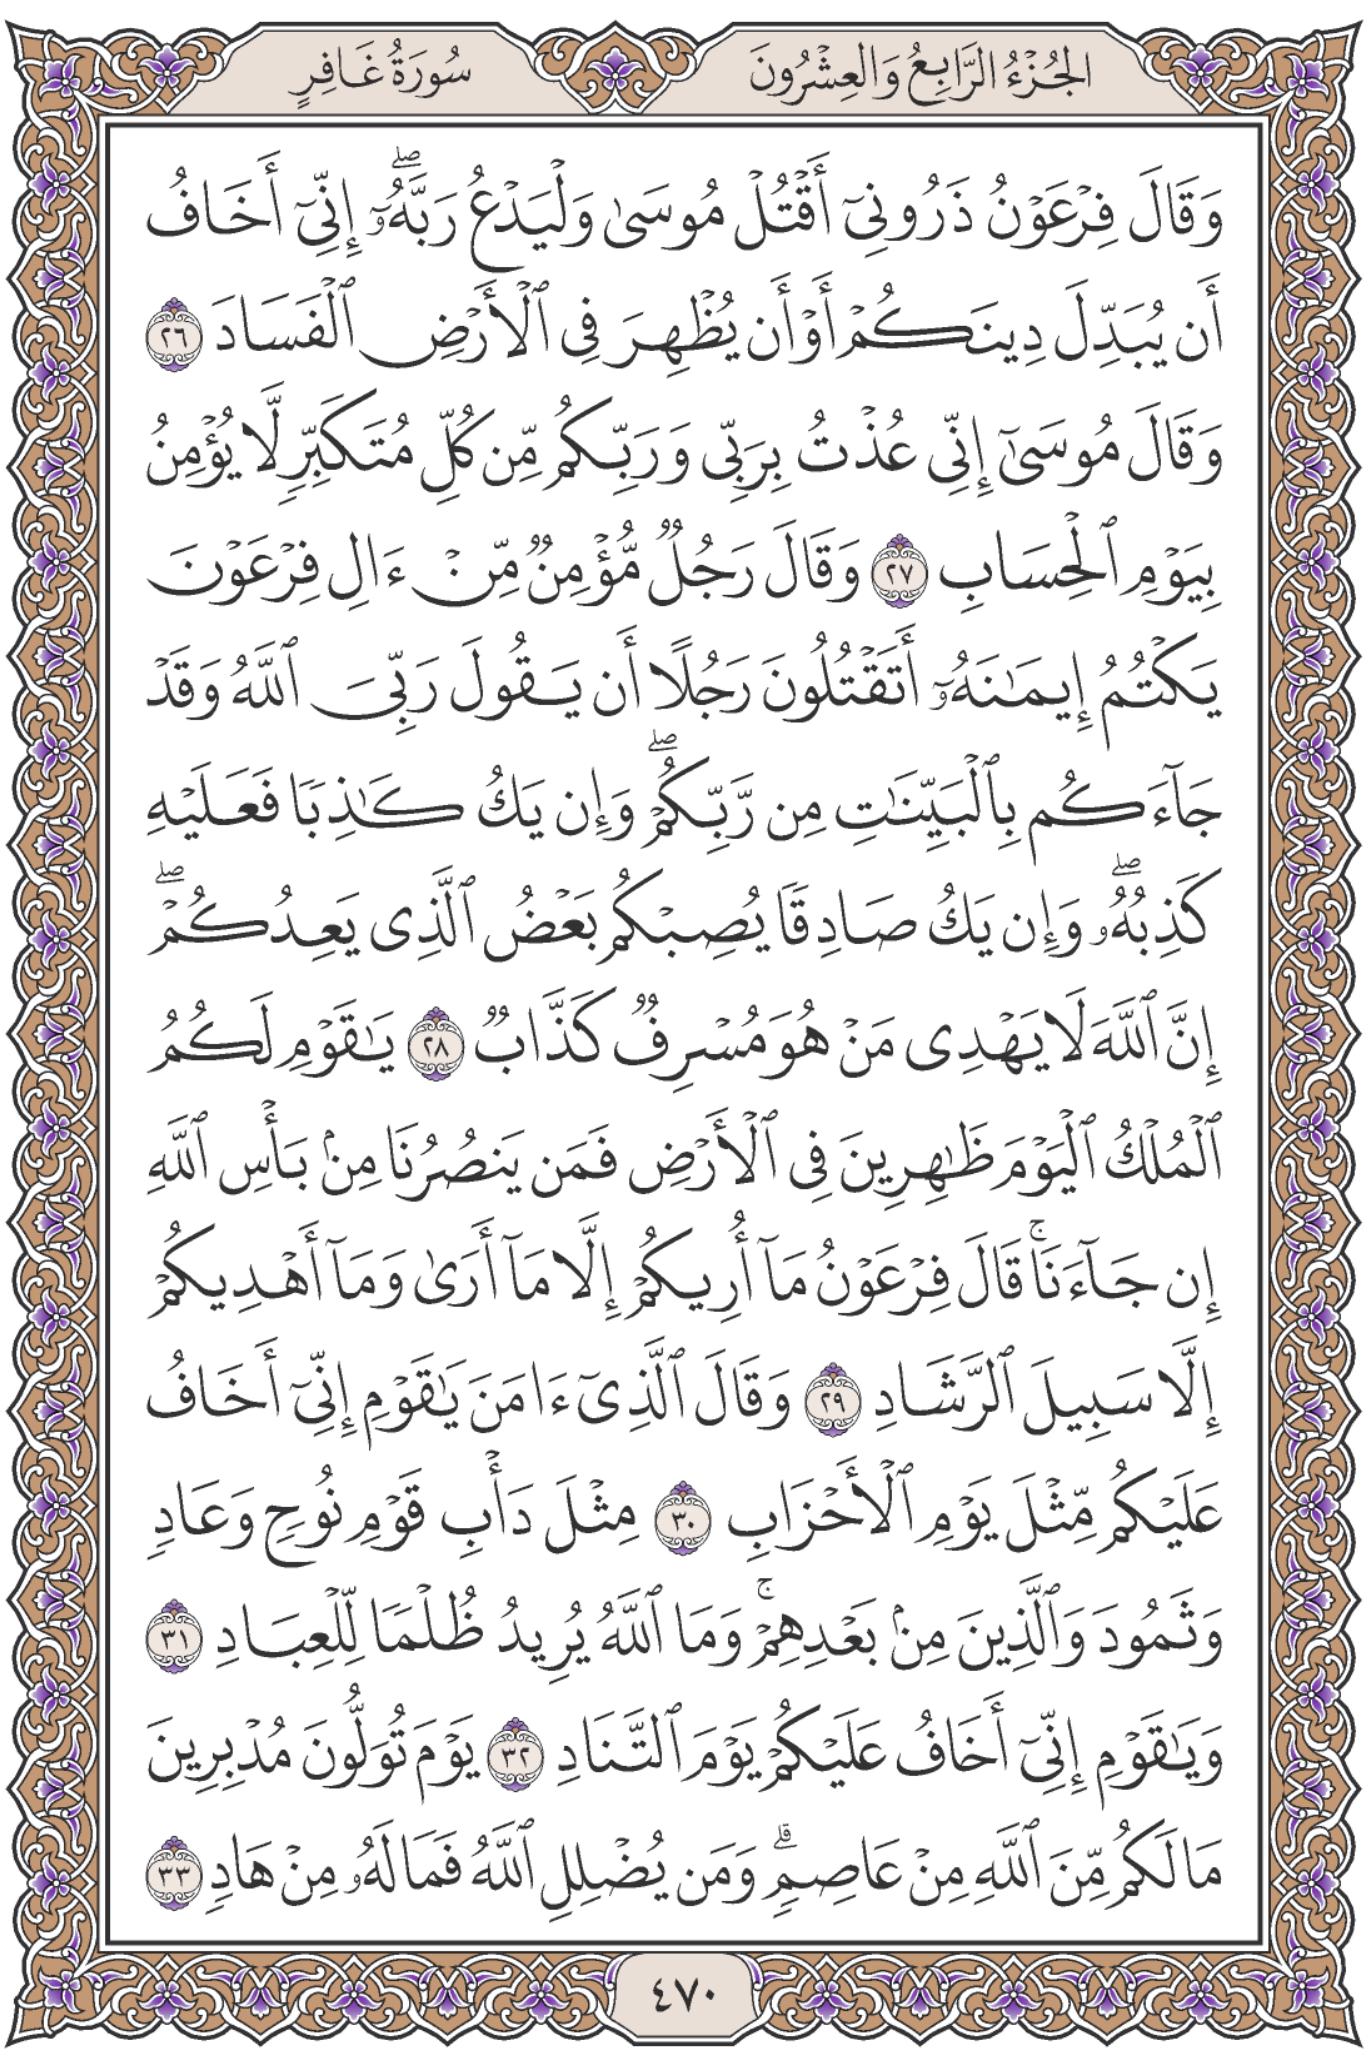 الجُزْءُ الرَّابِعُ وَالعِشْرُونَ
سُورَةُ غَافِرٍ
وَقَالَ فِرْعَوْنُ ذَرُونِيٓ أَقْتُلْ مُوسَىٰ وَلْيَدْعُ رَبَّهُۥٓۖ إِنِّيٓ أَخَافُ
أَن يُبَدِّلَ دِينَكُمْ أَوْ أَن يُظْهِرَ فِي ٱلْأَرْضِ ٱلْفَسَادَ ٢٦
وَقَالَ مُوسَىٰٓ إِنِّي عُذْتُ بِرَبِّي وَرَبِّكُم مِّن كُلِّ مُتَكَبِّرٍ لَّا يُؤْمِنُ
بِيَوْمِ ٱلْحِسَابِ ٢٧ وَقَالَ رَجُلٌ مُّؤْمِنٌ مِّنْ ءَالِ فِرْعَوْنَ
يَكْتُمُ إِيمَـٰنَهُۥٓ أَتَقْتُلُونَ رَجُلًا أَن يَقُولَ رَبِّيَ ٱللَّهُ وَقَدْ
جَآءَكُم بِٱلْبَيِّنَـٰتِ مِن رَّبِّكُمْۖ وَإِن يَكُ كَـٰذِبًا فَعَلَيْهِ
كَذِبُهُۥۖ وَإِن يَكُ صَادِقًا يُصِبْكُم بَعْضُ ٱلَّذِي يَعِدُكُمْۖ
إِنَّ ٱللَّهَ لَا يَهْدِي مَنْ هُوَ مُسْرِفٌ كَذَّابٌ ٢٨ يَـٰقَوْمِ لَكُمُ
ٱلْمُلْكُ ٱلْيَوْمَ ظَـٰهِرِينَ فِي ٱلْأَرْضِ فَمَن يَنصُرُنَا مِنۢ بَأْسِ ٱللَّهِ
إِن جَآءَنَاۚ قَالَ فِرْعَوْنُ مَآ أُرِيكُمْ إِلَّا مَآ أَرَىٰ وَمَآ أَهْدِيكُمْ
إِلَّا سَبِيلَ ٱلرَّشَادِ ٢٩ وَقَالَ ٱلَّذِيٓ ءَامَنَ يَـٰقَوْمِ إِنِّيٓ أَخَافُ
عَلَيْكُم مِّثْلَ يَوْمِ ٱلْأَحْزَابِ ٣٠ مِثْلَ دَأْبِ قَوْمِ نُوحٍ وَعَادٍ
وَثَمُودَ وَٱلَّذِينَ مِنۢ بَعْدِهِمْۚ وَمَا ٱللَّهُ يُرِيدُ ظُلْمًا لِّلْعِبَادِ ٣١
وَيَـٰقَوْمِ إِنِّيٓ أَخَافُ عَلَيْكُمْ يَوْمَ ٱلتَّنَادِ ٣٢ يَوْمَ تُوَلُّونَ مُدْبِرِينَ
مَا لَكُم مِّنَ ٱللَّهِ مِنْ عَاصِمٍۗ وَمَن يُضْلِلِ ٱللَّهُ فَمَا لَهُۥ مِنْ هَادٍ ٣٣
٤٧٠